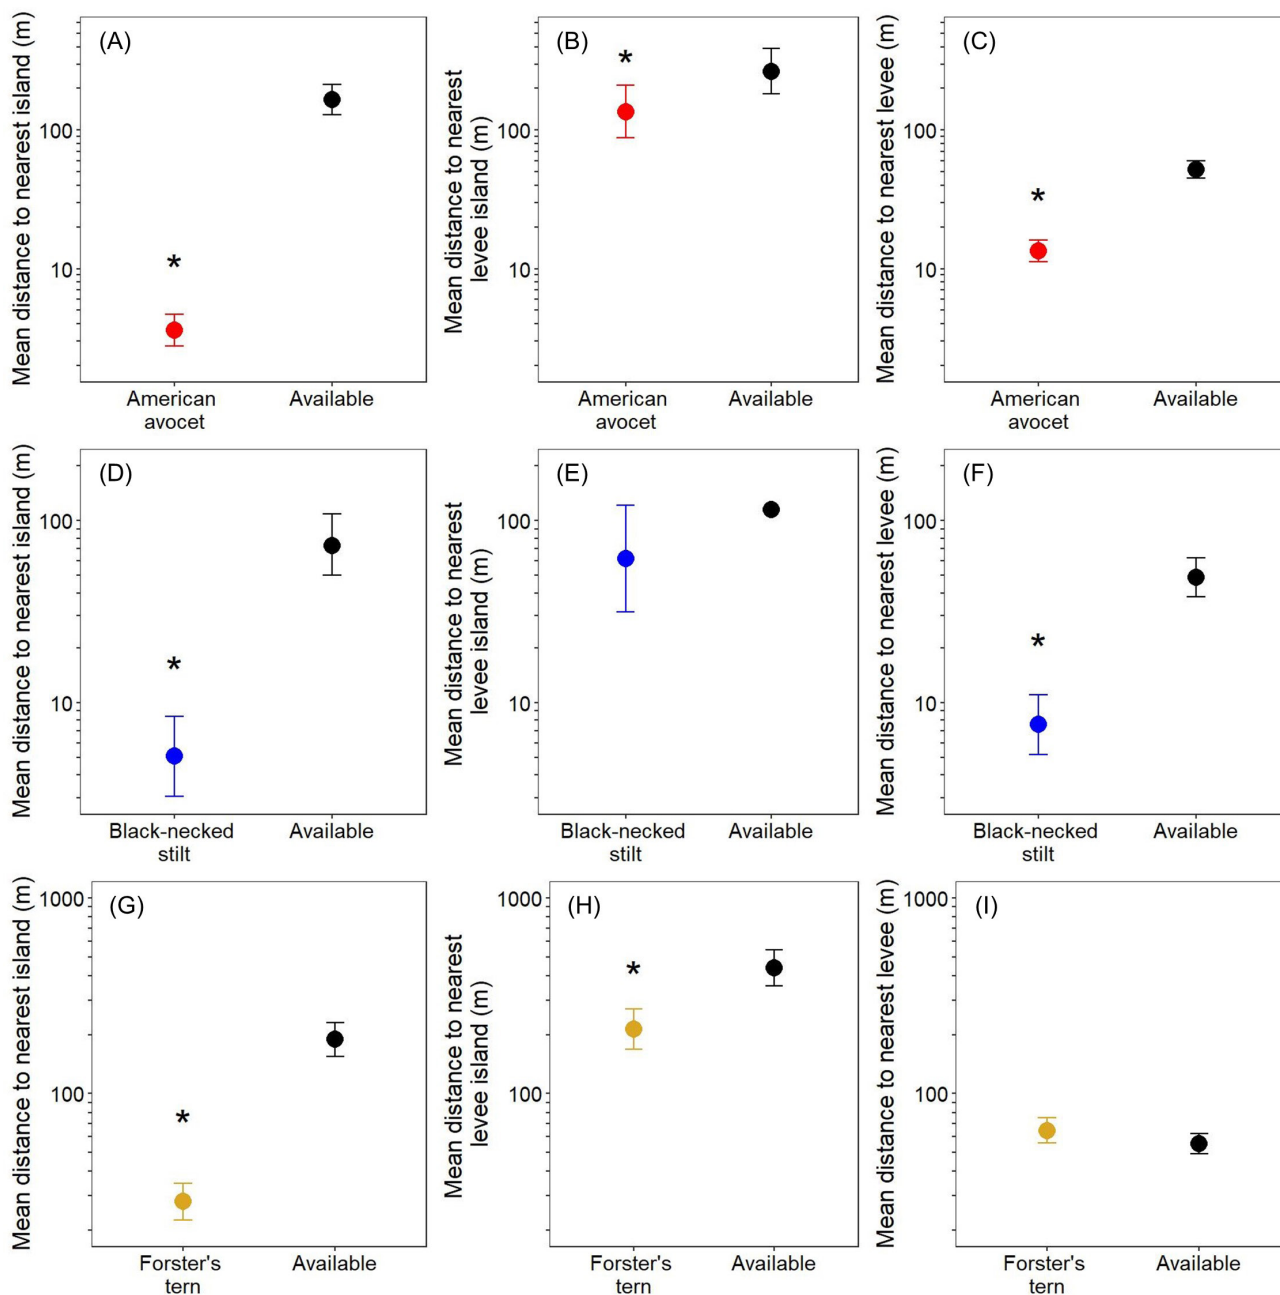 Mean distance to nearest island (m)
(A)
100
10
*
American
avocet
Available
Mean distance to nearest
levee island (m)
(B)
100
10
*
American
avocet
Available
Mean distance to nearest levee (m)
(C)
100
10
*
American
avocet
Available
Mean distance to nearest island (m)
(D)
100
10
*
Black-necked
stilt
Available
Mean distance to nearest
levee island (m)
(E)
100
10
Black-necked
stilt
Available
Mean distance to nearest levee (m)
(F)
100
10
*
Black-necked
stilt
Available
Mean distance to nearest island (m)
(G)
1000
100
*
Forster's
tern
Available
Mean distance to nearest
levee island (m)
(H)
1000
100
*
Forster's
tern
Available
Mean distance to nearest levee (m)
(I)
1000
100
Forster's
tern
Available